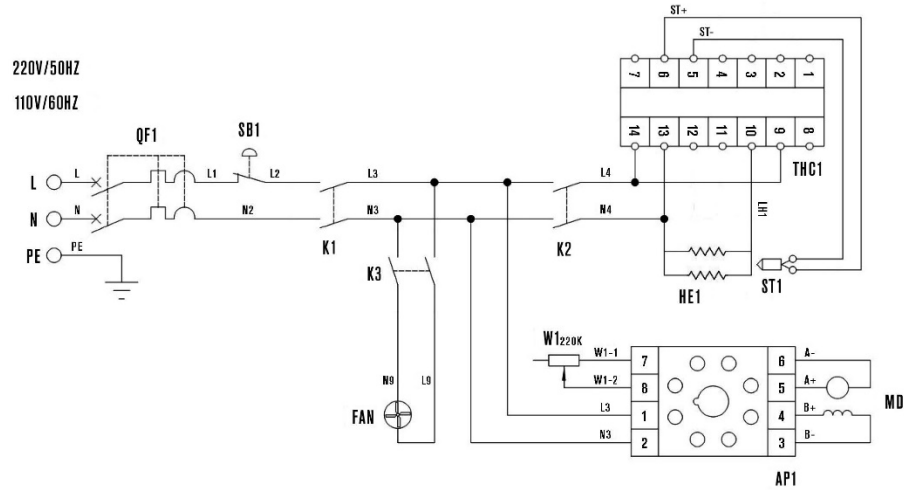 ST+
ST-
220V/50HZ
110V/60HZ
7 6 5 4 3 2 1
14 13 12 11 10 9 8
THC1
QF1
SB1
L L L1 L2 L3 L4
N N N2 N3 N4
PE PE
K1
K2
K3
LH1
HE1
ST1
W1 220K
W1-1 7 6 A-
W1-2 8 5 A+
L3 1 4 B+
N3 2 3 B-
MD
N9 L9
FAN
AP1